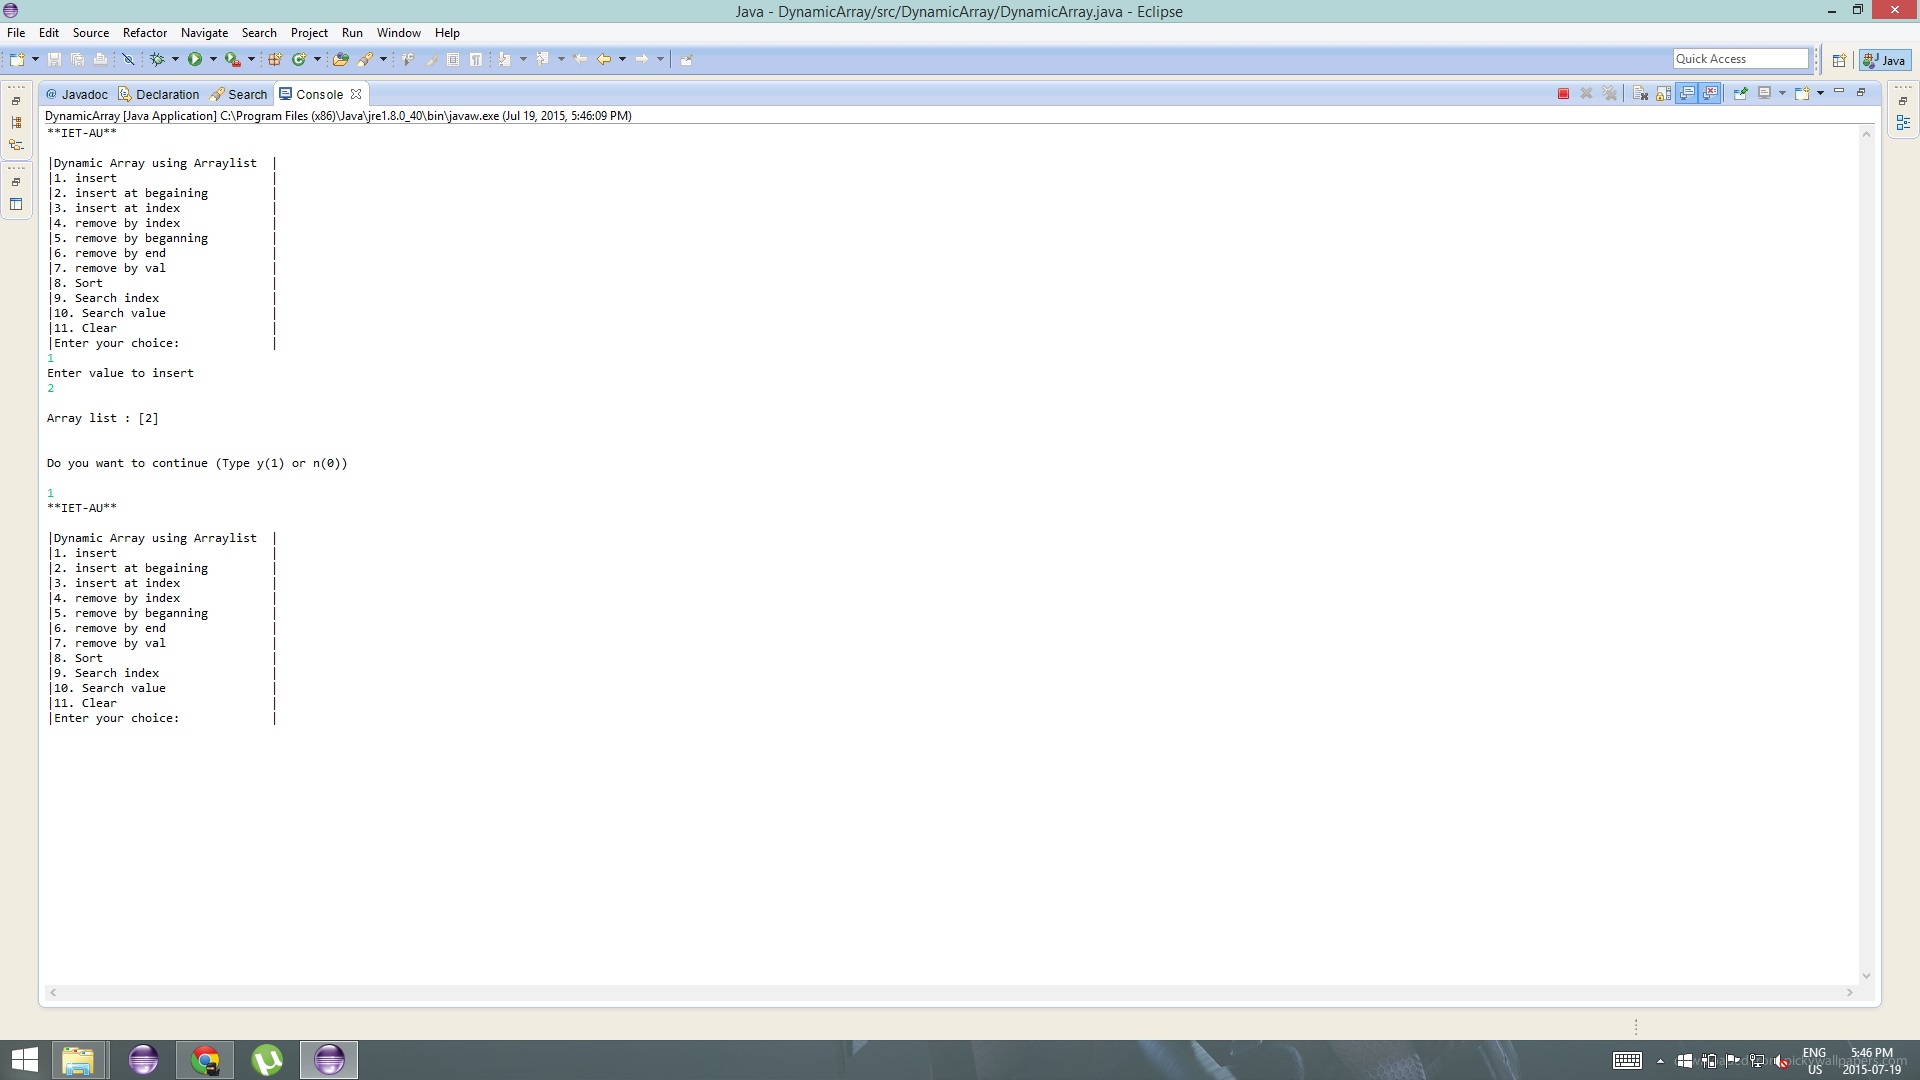 Java - DynamicArray/src/DynamicArray/DynamicArray.java - Eclipse
File Edit Source Refactor Navigate Search Project Run Window Help
Quick Access
Java
@ Javadoc Declaration Search Console
DynamicArray [Java Application] C:\Program Files (x86)\Java\jre1.8.0_40\bin\javaw.exe (Jul 19, 2015, 5:46:09 PM)
**IET-AU**
|Dynamic Array using Arraylist |
|1. insert |
|2. insert at begaining |
|3. insert at index |
|4. remove by index |
|5. remove by beganning |
|6. remove by end |
|7. remove by val |
|8. Sort |
|9. Search index |
|10. Search value |
|11. Clear |
|Enter your choice: |
1
Enter value to insert
2
Array list : [2]
Do you want to continue (Type y(1) or n(0))
1
**IET-AU**
|Dynamic Array using Arraylist |
|1. insert |
|2. insert at begaining |
|3. insert at index |
|4. remove by index |
|5. remove by beganning |
|6. remove by end |
|7. remove by val |
|8. Sort |
|9. Search index |
|10. Search value |
|11. Clear |
|Enter your choice: |
ENG 5:46 PM
US 2015-07-19